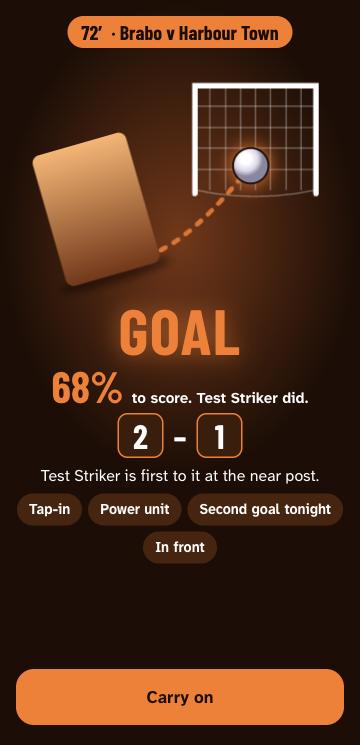 72′ · Brabo v Harbour Town
GOAL
68% to score. Test Striker did.
2 – 1
Test Striker is first to it at the near post.
Tap-in Power unit Second goal tonight
In front
Carry on